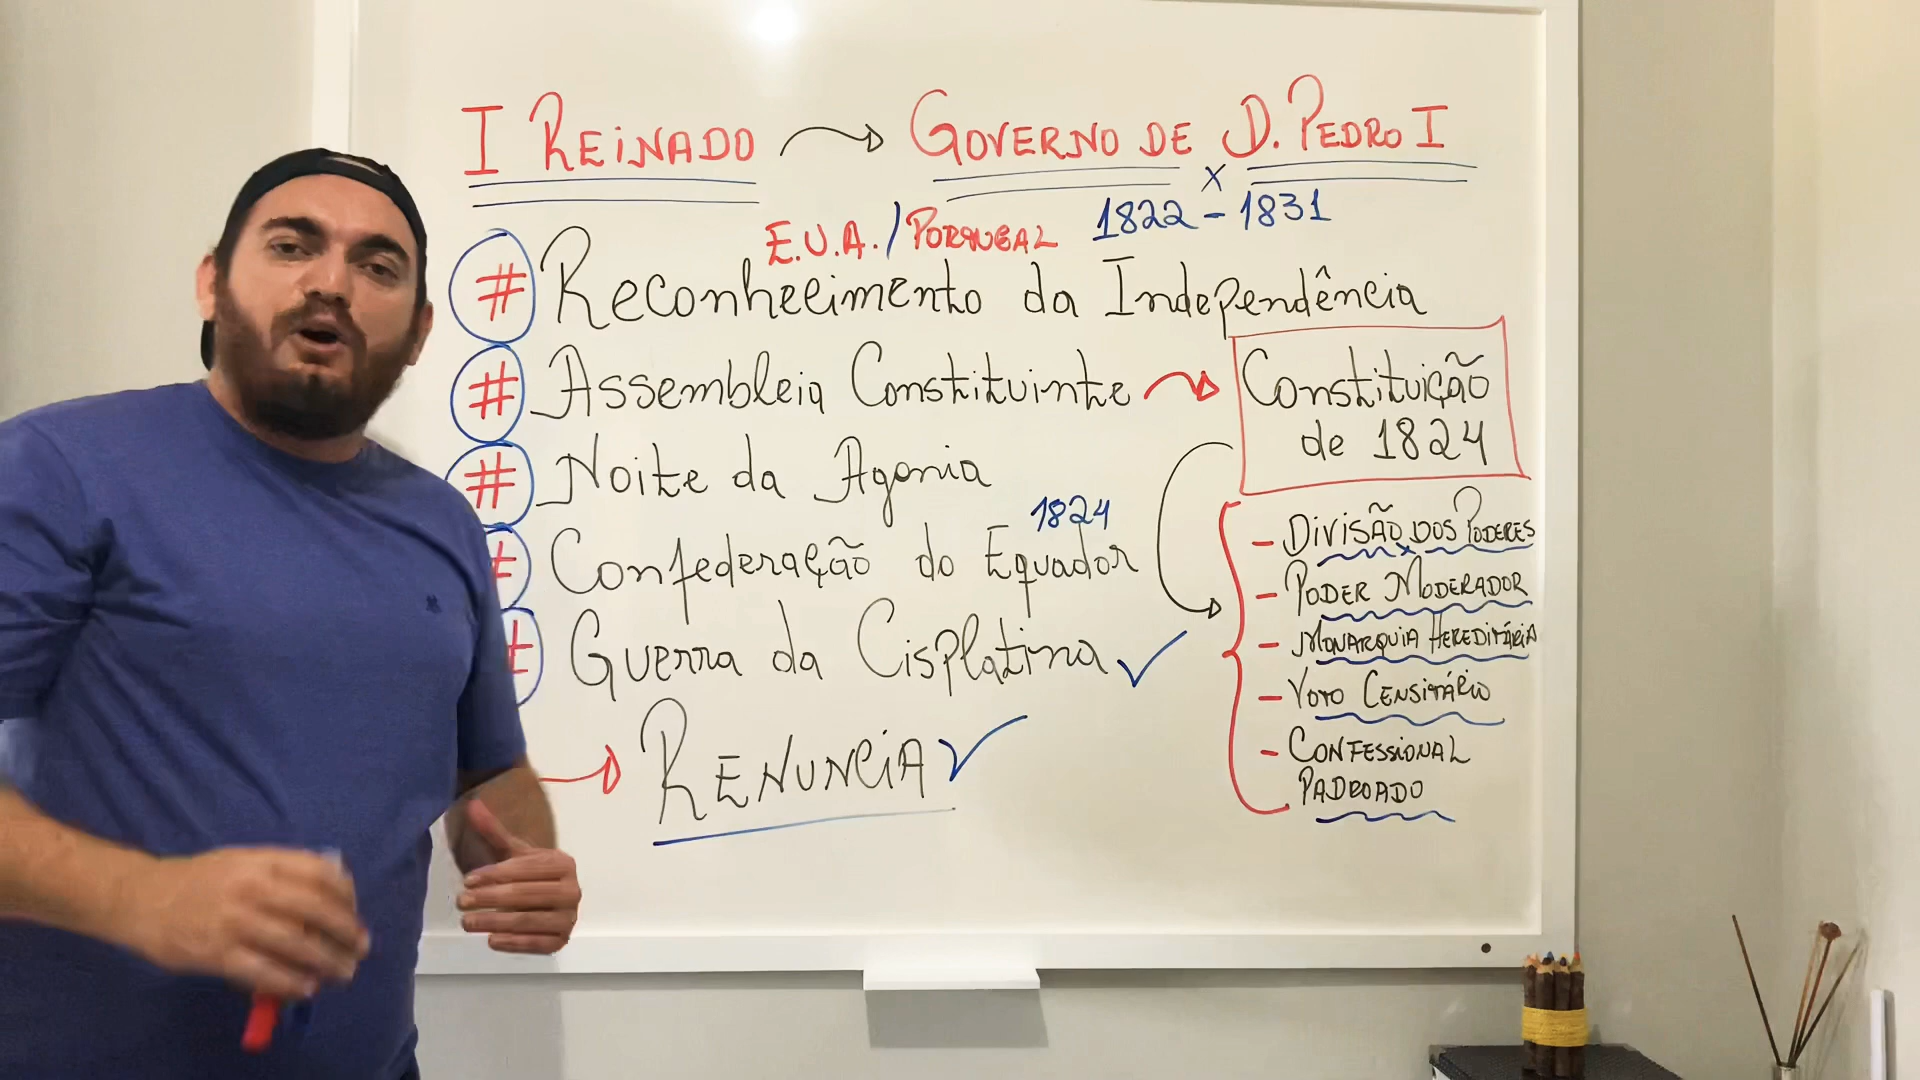 I REINADO → GOVERNO DE D. PEDRO I
1822 - 1831
E.U.A. / PORTUGAL
# Reconhecimento da Independência
# Assembleia Constituinte → Constituição de 1824
# Noite da Agonia
# Confederação do Equador 1824
# Guerra da Cisplatina ✓
→ RENUNCIA ✓
- DIVISÃO DOS PODERES
- PODER MODERADOR
- MONARQUIA HEREDITÁRIA
- VOTO CENSITÁRIO
- CONFESSIONAL
PADROADO